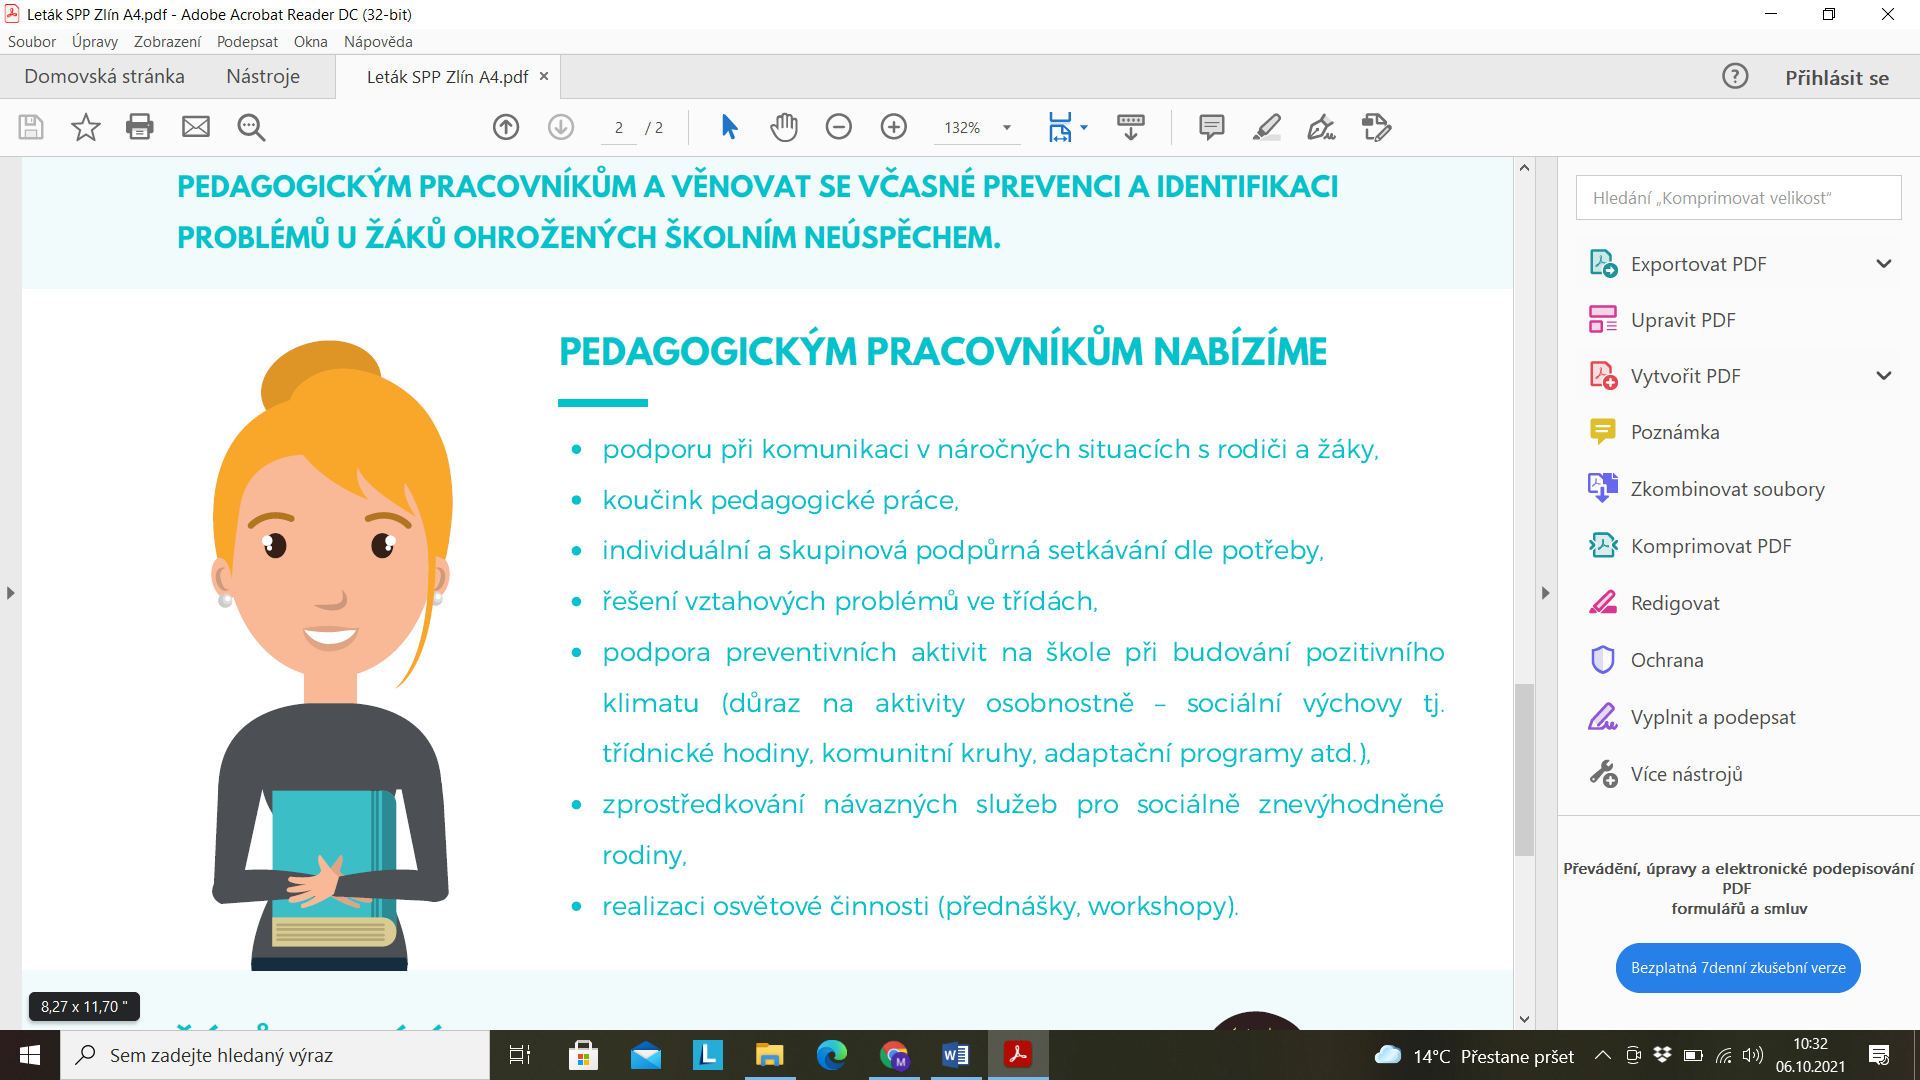 Leták SPP Zlín A4.pdf - Adobe Acrobat Reader DC (32-bit)
Soubor Úpravy Zobrazení Podepsat Okna Nápověda
Domovská stránka Nástroje Leták SPP Zlín A4.pdf × Přihlásit se
2 / 2 132%
PEDAGOGICKÝM PRACOVNÍKŮM A VĚNOVAT SE VČASNÉ PREVENCI A IDENTIFIKACI
PROBLÉMŮ U ŽÁKŮ OHROŽENÝCH ŠKOLNÍM NEÚSPĚCHEM.
PEDAGOGICKÝM PRACOVNÍKŮM NABÍZÍME
• podporu při komunikaci v náročných situacích s rodiči a žáky,
• koučink pedagogické práce,
• individuální a skupinová podpůrná setkávání dle potřeby,
• řešení vztahových problémů ve třídách,
• podpora preventivních aktivit na škole při budování pozitivního
klimatu (důraz na aktivity osobnostně – sociální výchovy tj.
třídnické hodiny, komunitní kruhy, adaptační programy atd.),
• zprostředkování návazných služeb pro sociálně znevýhodněné
rodiny,
• realizaci osvětové činnosti (přednášky, workshopy).
8,27 x 11,70 "
Hledání „Komprimovat velikost“
Exportovat PDF
Upravit PDF
Vytvořit PDF
Poznámka
Zkombinovat soubory
Komprimovat PDF
Redigovat
Ochrana
Vyplnit a podepsat
Více nástrojů
Převádění, úpravy a elektronické podepisování
PDF
formulářů a smluv
Bezplatná 7denní zkušební verze
Sem zadejte hledaný výraz
14°C Přestane pršet
10:32
06.10.2021